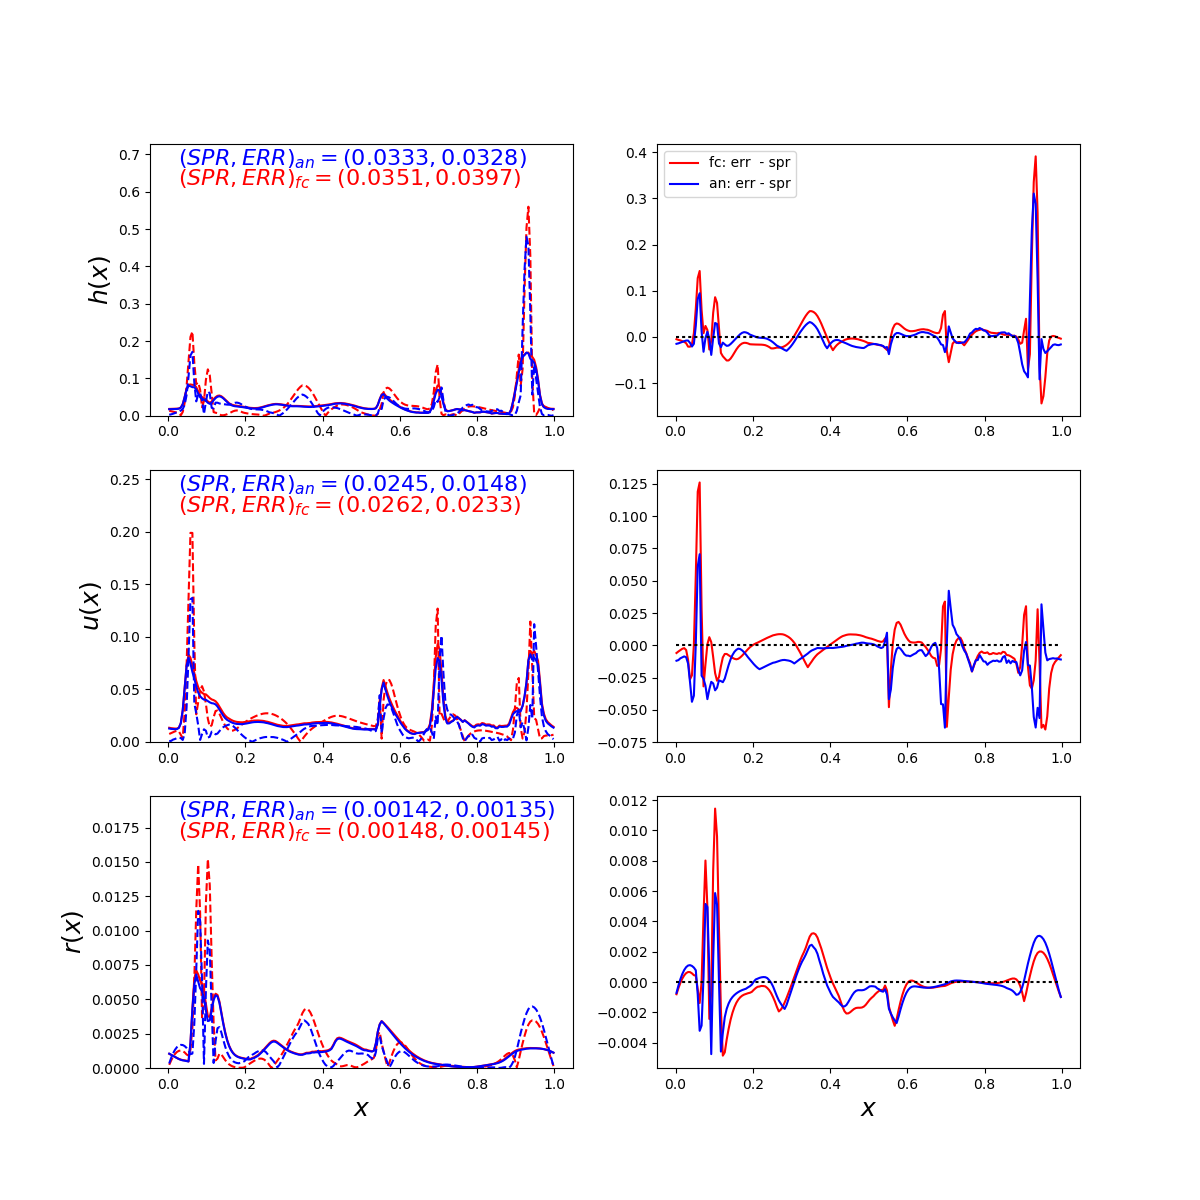 (SPR, ERR)an = (0.0333, 0.0328)
(SPR, ERR)fc = (0.0351, 0.0397)
h(x)
0.7
0.6
0.5
0.4
0.3
0.2
0.1
0.0
0.0 0.2 0.4 0.6 0.8 1.0
fc: err - spr
an: err - spr
0.4
0.3
0.2
0.1
0.0
−0.1
0.0 0.2 0.4 0.6 0.8 1.0
(SPR, ERR)an = (0.0245, 0.0148)
(SPR, ERR)fc = (0.0262, 0.0233)
u(x)
0.25
0.20
0.15
0.10
0.05
0.00
0.0 0.2 0.4 0.6 0.8 1.0
0.125
0.100
0.075
0.050
0.025
0.000
−0.025
−0.050
−0.075
0.0 0.2 0.4 0.6 0.8 1.0
(SPR, ERR)an = (0.00142, 0.00135)
(SPR, ERR)fc = (0.00148, 0.00145)
r(x)
0.0175
0.0150
0.0125
0.0100
0.0075
0.0050
0.0025
0.0000
0.0 0.2 0.4 0.6 0.8 1.0
x
0.012
0.010
0.008
0.006
0.004
0.002
0.000
−0.002
−0.004
0.0 0.2 0.4 0.6 0.8 1.0
x